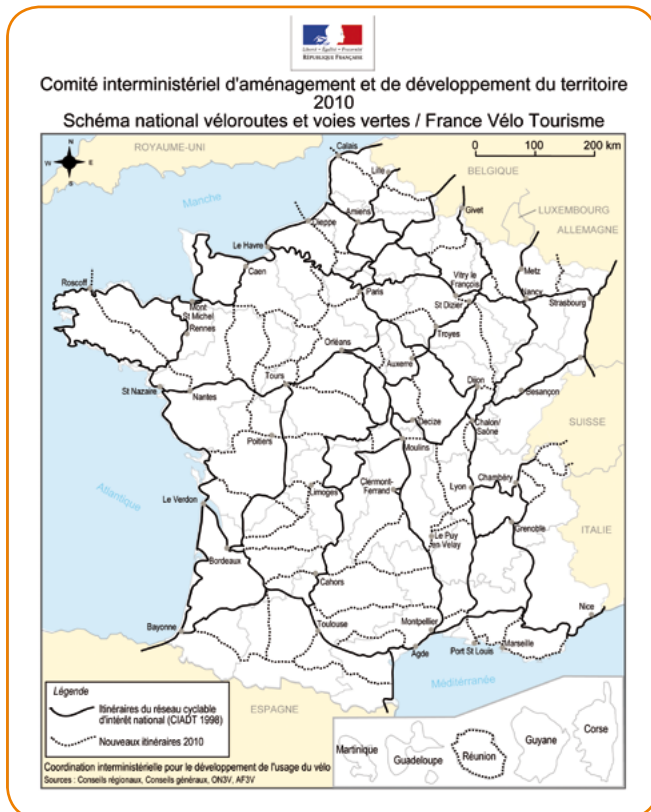 Liberté • Égalité • Fraternité
RÉPUBLIQUE FRANÇAISE
Comité interministériel d'aménagement et de développement du territoire
2010
Schéma national véloroutes et voies vertes / France Vélo Tourisme
N
W
E
S
ROYAUME-UNI
Calais
0 100 200 km
Lille
BELGIQUE
Manche
Amiens
Dieppe
Givet
LUXEMBOURG
ALLEMAGNE
Le Havre
Caen
Metz
Roscoff
Paris
Vitry le
François
Nancy
Mont
St Michel
St Dizier
Strasbourg
Rennes
Troyes
Orléans
Auxerre
Tours
Dijon
St Nazaire
Nantes
Besançon
Decize
Chalon/
Saône
SUISSE
Poitiers
Moulins
Atlantique
Limoges
Clermont-
Ferrand
Lyon
Chambéry
Le Verdon
Grenoble
ITALIE
Le Puy
en-Velay
Bordeaux
Cahors
Nice
Bayonne
Toulouse
Montpellier
Agde
Port St Louis
Marseille
Méditérranée
Légende
Itinéraires du réseau cyclable
d'intérêt national (CIADT 1998)
Nouveaux itinéraires 2010
ESPAGNE
Martinique
Guadeloupe
Réunion
Guyane
Corse
Coordination interministérielle pour le développement de l'usage du vélo
Sources : Conseils régionaux, Conseils généraux, ON3V, AF3V